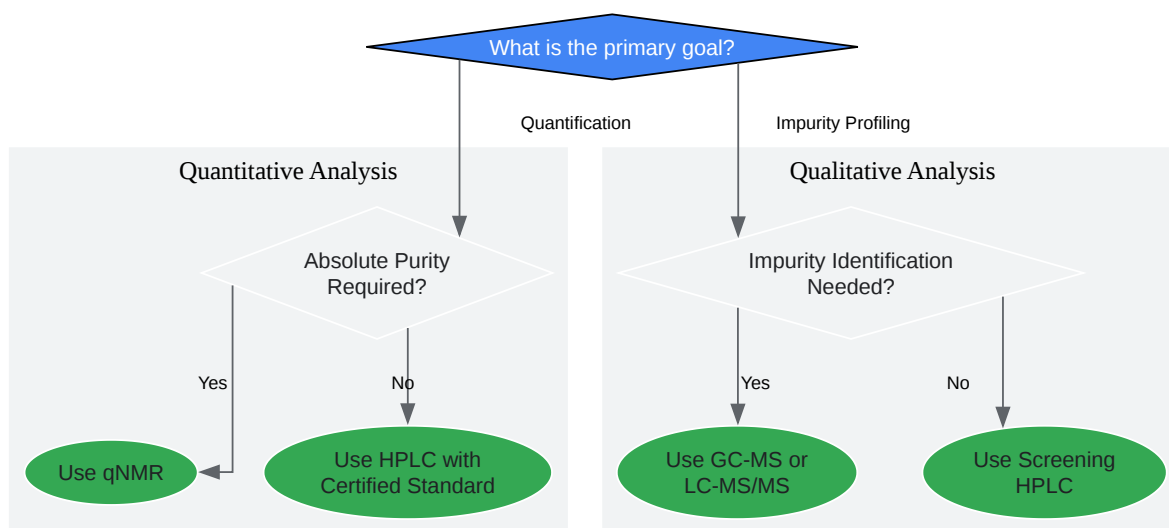 What is the primary goal?
Quantification
Impurity Profiling
Quantitative Analysis
Qualitative Analysis
Absolute Purity
Required?
Impurity Identification
Needed?
Yes
No
Yes
No
Use qNMR
Use HPLC with
Certified Standard
Use GC-MS or
LC-MS/MS
Use Screening
HPLC